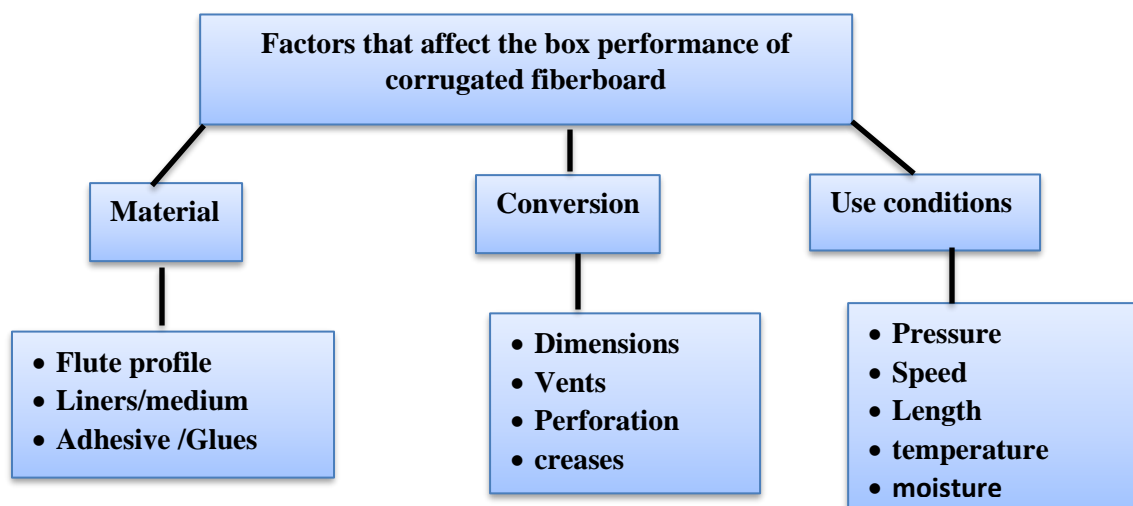 Factors that affect the box performance of
corrugated fiberboard
Material
Conversion
Use conditions
• Flute profile
• Liners/medium
• Adhesive /Glues
• Dimensions
• Vents
• Perforation
• creases
• Pressure
• Speed
• Length
• temperature
• moisture